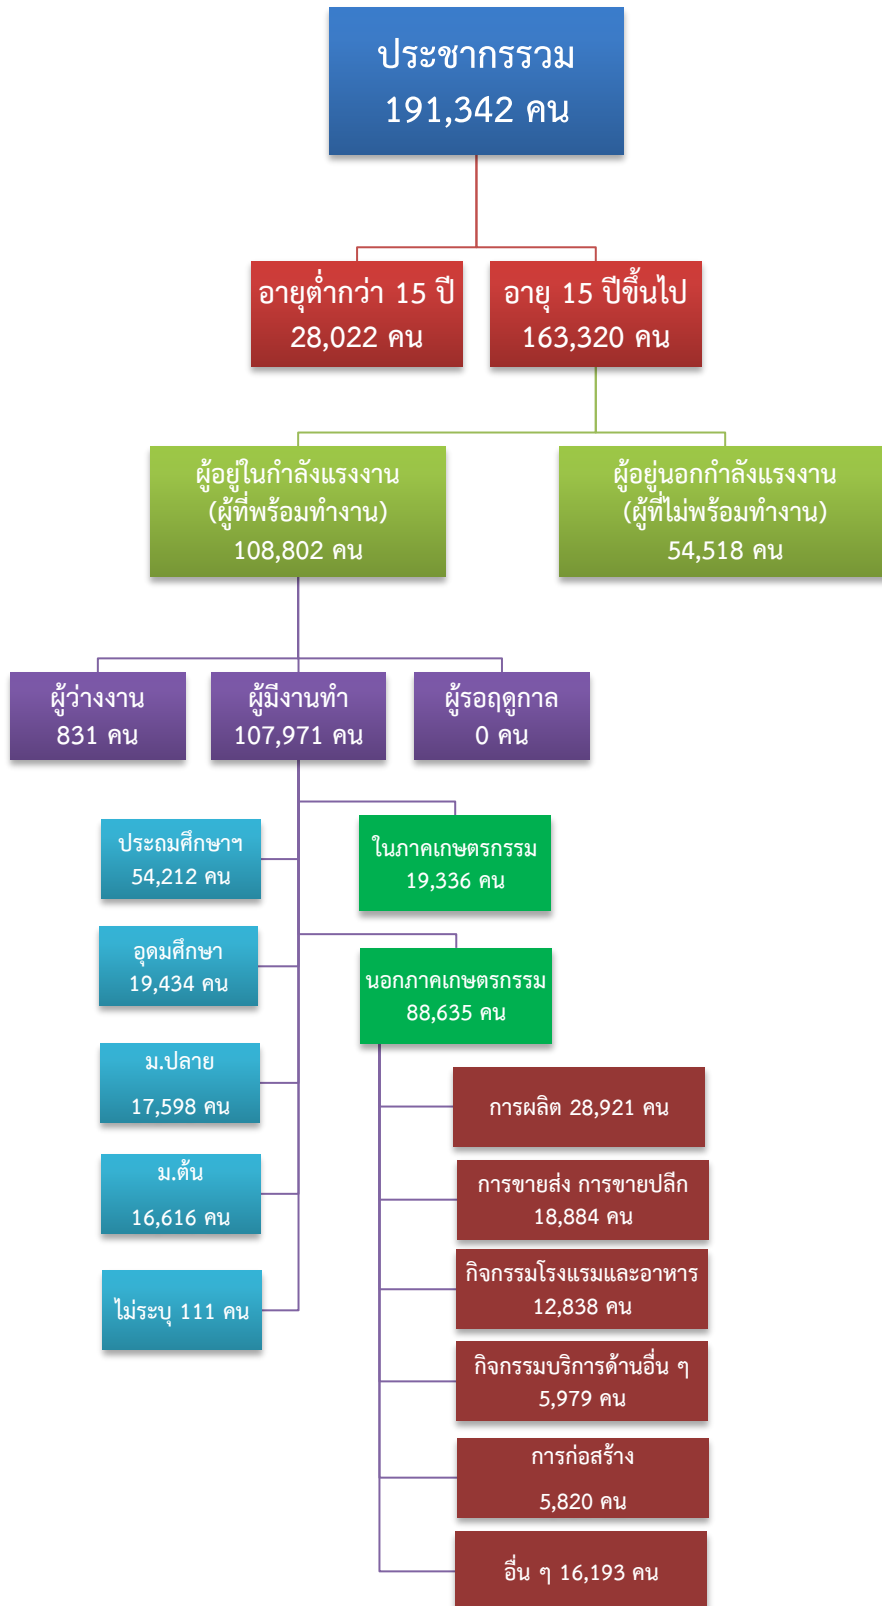 ประชากรรวม
191,342 คน
อายุต่ำกว่า 15 ปี
28,022 คน
อายุ 15 ปีขึ้นไป
163,320 คน
ผู้อยู่ในกำลังแรงงาน
(ผู้ที่พร้อมทำงาน)
108,802 คน
ผู้อยู่นอกกำลังแรงงาน
(ผู้ที่ไม่พร้อมทำงาน)
54,518 คน
ผู้ว่างงาน
831 คน
ผู้มีงานทำ
107,971 คน
ผู้รอฤดูกาล
0 คน
ประถมศึกษาฯ
54,212 คน
อุดมศึกษา
19,434 คน
ม.ปลาย
17,598 คน
ม.ต้น
16,616 คน
ไม่ระบุ 111 คน
ในภาคเกษตรกรรม
19,336 คน
นอกภาคเกษตรกรรม
88,635 คน
การผลิต 28,921 คน
การขายส่ง การขายปลีก
18,884 คน
กิจกรรมโรงแรมและอาหาร
12,838 คน
กิจกรรมบริการด้านอื่น ๆ
5,979 คน
การก่อสร้าง
5,820 คน
อื่น ๆ 16,193 คน